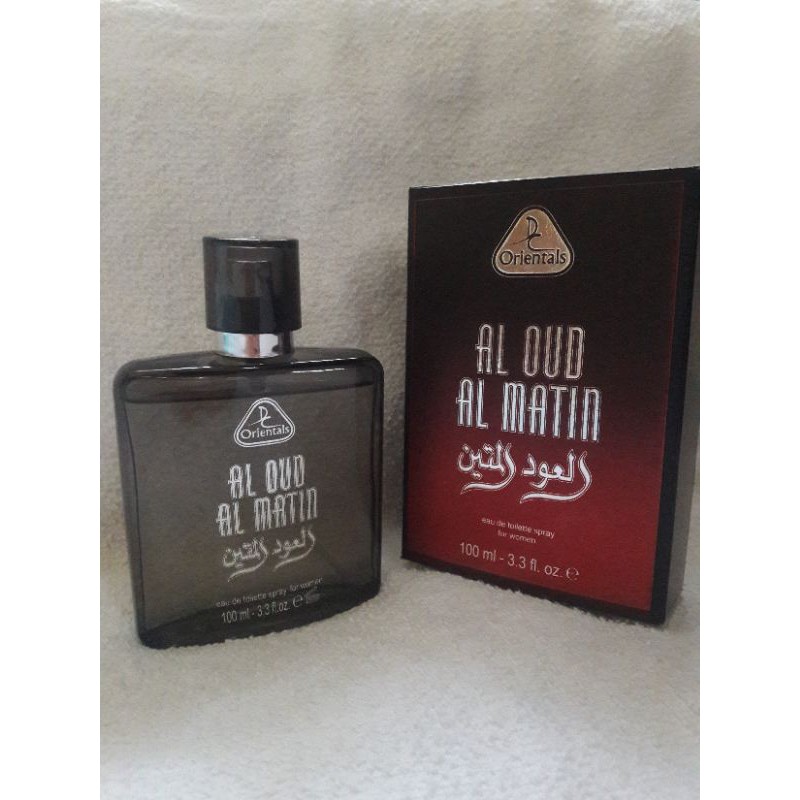 DC
Orientals
AL OUD
AL MATIN
العود المتين
eau de toilette spray for women
100 ml - 3.3 fl. oz. ℮
DC
Orientals
AL OUD
AL MATIN
العود المتين
eau de toilette spray
for women
100 ml - 3.3 fl. oz. ℮